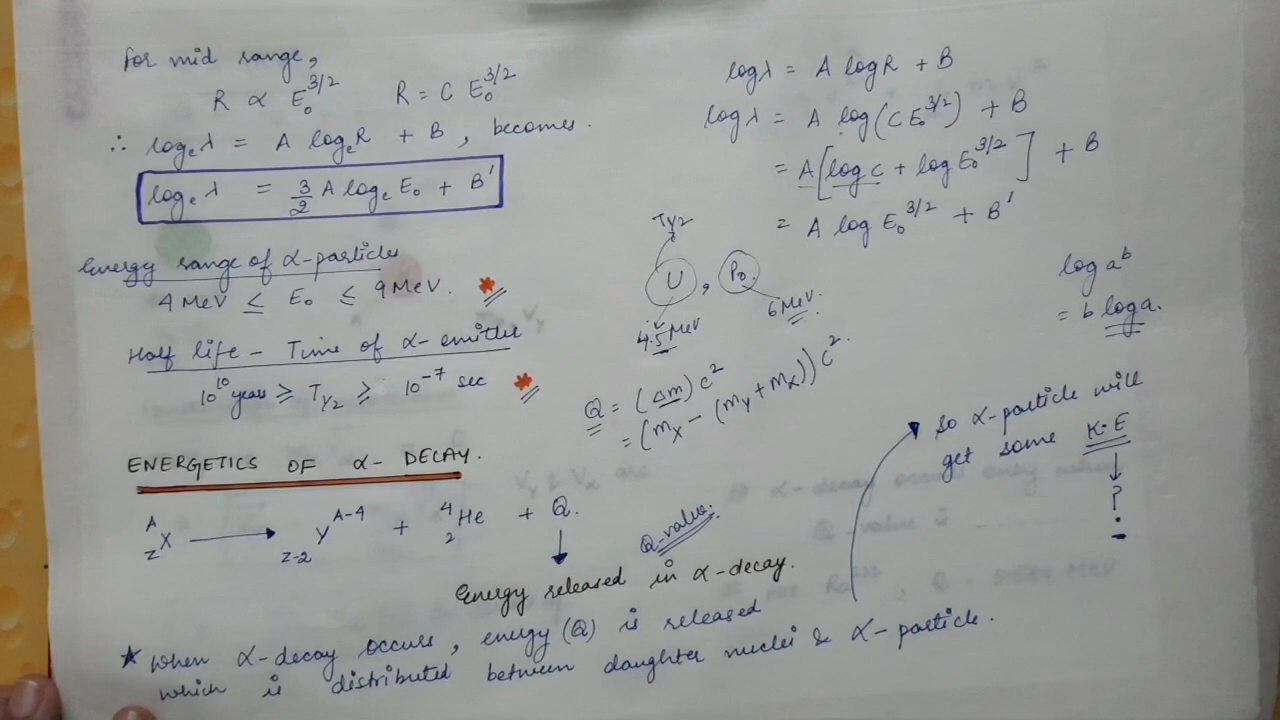 for mid range,
R ∝ E₀^3/2    R = C E₀^3/2
∴ logₑλ = A logₑR + B, becomes.
logₑλ = 3/2 A logₑ E₀ + B'
Energy range of α-particles
4 MeV ≤ E₀ ≤ 9 MeV.
Half life - Time of α-emitter
10^10 years ≥ T1/2 ≥ 10^-7 sec
ENERGETICS OF α-DECAY.
A Z X → Z-2 Y A-4 + 4 2 He + Q.
Q-value.
Energy released in α-decay.
★ When α-decay occurs, energy (Q) is released
which is distributed between daughter nuclei & α-particle.
logλ = A logR + B
logλ = A log(C E₀^3/2) + B
= A[log C + log E₀^3/2] + B
= A log E₀^3/2 + B'
T1/2
U, Po.
4.5 MeV    6 MeV.
log a^b
= b log a.
Q = (Δm)c²
= (mX - (mY + mα))c².
So α-particle will
get some K.E
?